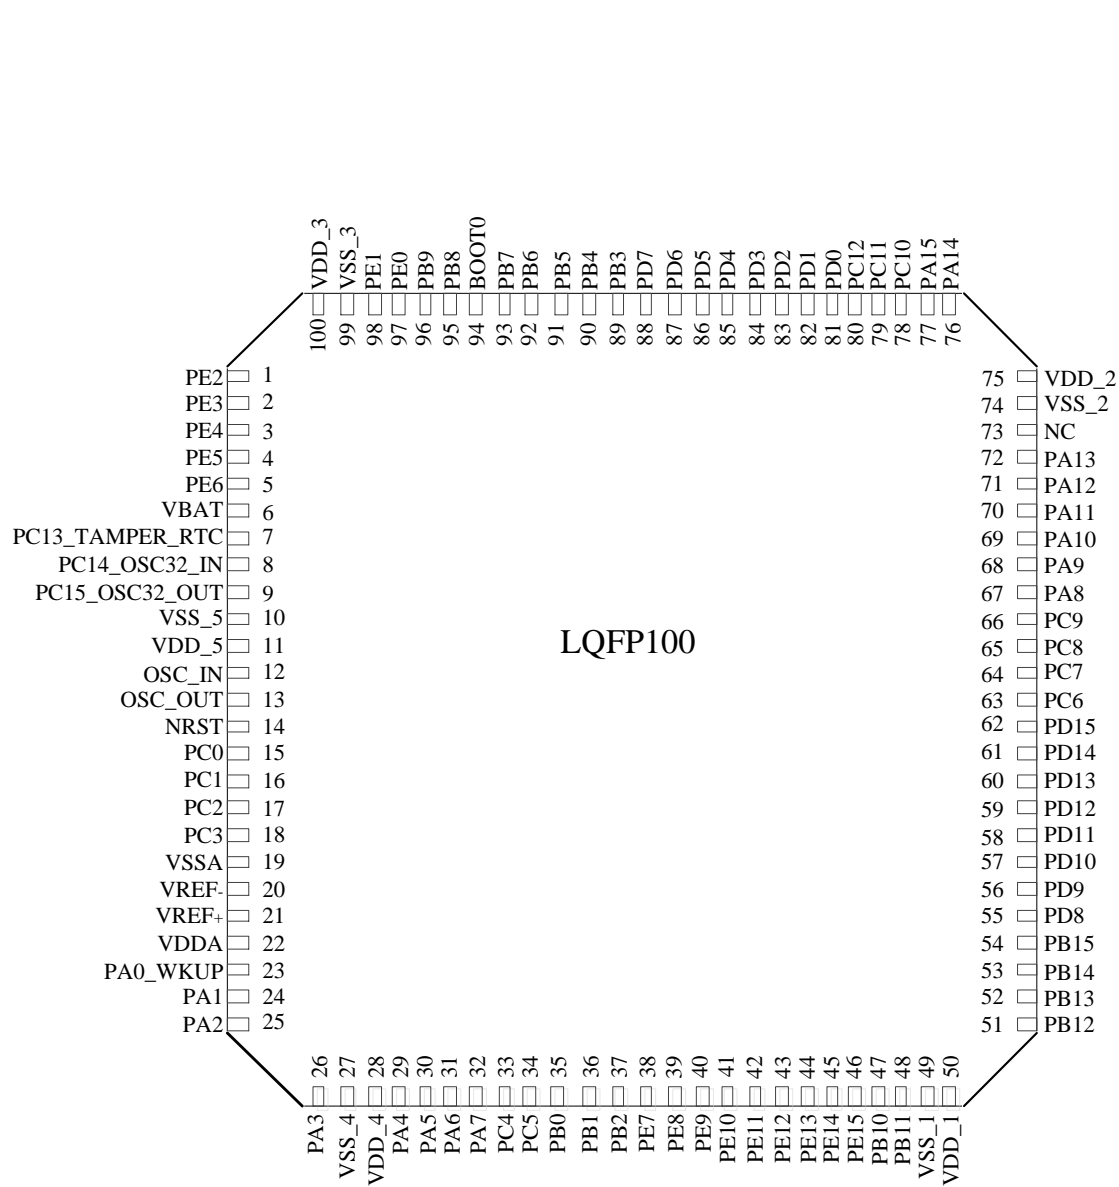 VDD_3
VSS_3
PE1
PE0
PB9
PB8
BOOT0
PB7
PB6
PB5
PB4
PB3
PD7
PD6
PD5
PD4
PD3
PD2
PD1
PD0
PC12
PC11
PC10
PA15
PA14
100
99
98
97
96
95
94
93
92
91
90
89
88
87
86
85
84
83
82
81
80
79
78
77
76
PE2 1
PE3 2
PE4 3
PE5 4
PE6 5
VBAT 6
PC13_TAMPER_RTC 7
PC14_OSC32_IN 8
PC15_OSC32_OUT 9
VSS_5 10
VDD_5 11
OSC_IN 12
OSC_OUT 13
NRST 14
PC0 15
PC1 16
PC2 17
PC3 18
VSSA 19
VREF- 20
VREF+ 21
VDDA 22
PA0_WKUP 23
PA1 24
PA2 25
LQFP100
75 VDD_2
74 VSS_2
73 NC
72 PA13
71 PA12
70 PA11
69 PA10
68 PA9
67 PA8
66 PC9
65 PC8
64 PC7
63 PC6
62 PD15
61 PD14
60 PD13
59 PD12
58 PD11
57 PD10
56 PD9
55 PD8
54 PB15
53 PB14
52 PB13
51 PB12
26
27
28
29
30
31
32
33
34
35
36
37
38
39
40
41
42
43
44
45
46
47
48
49
50
PA3
VSS_4
VDD_4
PA4
PA5
PA6
PA7
PC4
PC5
PB0
PB1
PB2
PE7
PE8
PE9
PE10
PE11
PE12
PE13
PE14
PE15
PB10
PB11
VSS_1
VDD_1